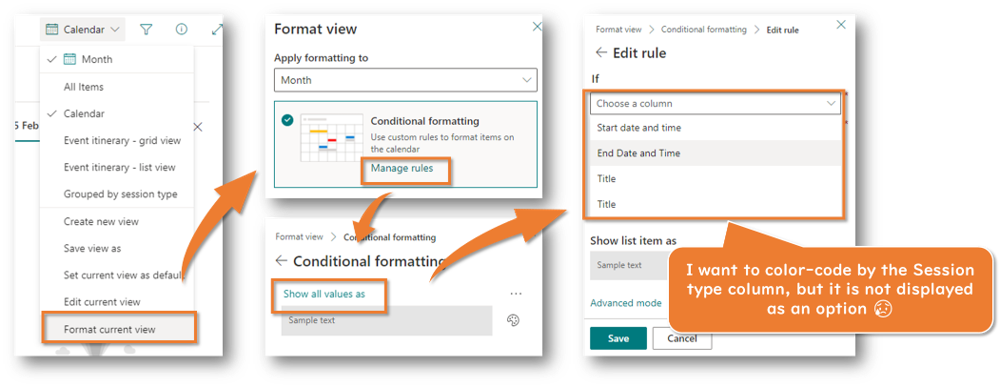 Calendar
Month
All Items
Calendar
5 Feb
Event itinerary - grid view
Event itinerary - list view
Grouped by session type
Create new view
Save view as
Set current view as default
Edit current view
Format current view
Format view
Apply formatting to
Month
Conditional formatting
Use custom rules to format items on
the calendar
Manage rules
Format view > Conditional formatting
Conditional formatting
Show all values as
...
Sample text
Format view > Conditional formatting > Edit rule
Edit rule
If
Choose a column
Start date and time
End Date and Time
Title
Title
Show list item as
Sample text
Advanced mode
Save
Cancel
I want to color-code by the Session
type column, but it is not displayed
as an option 😥